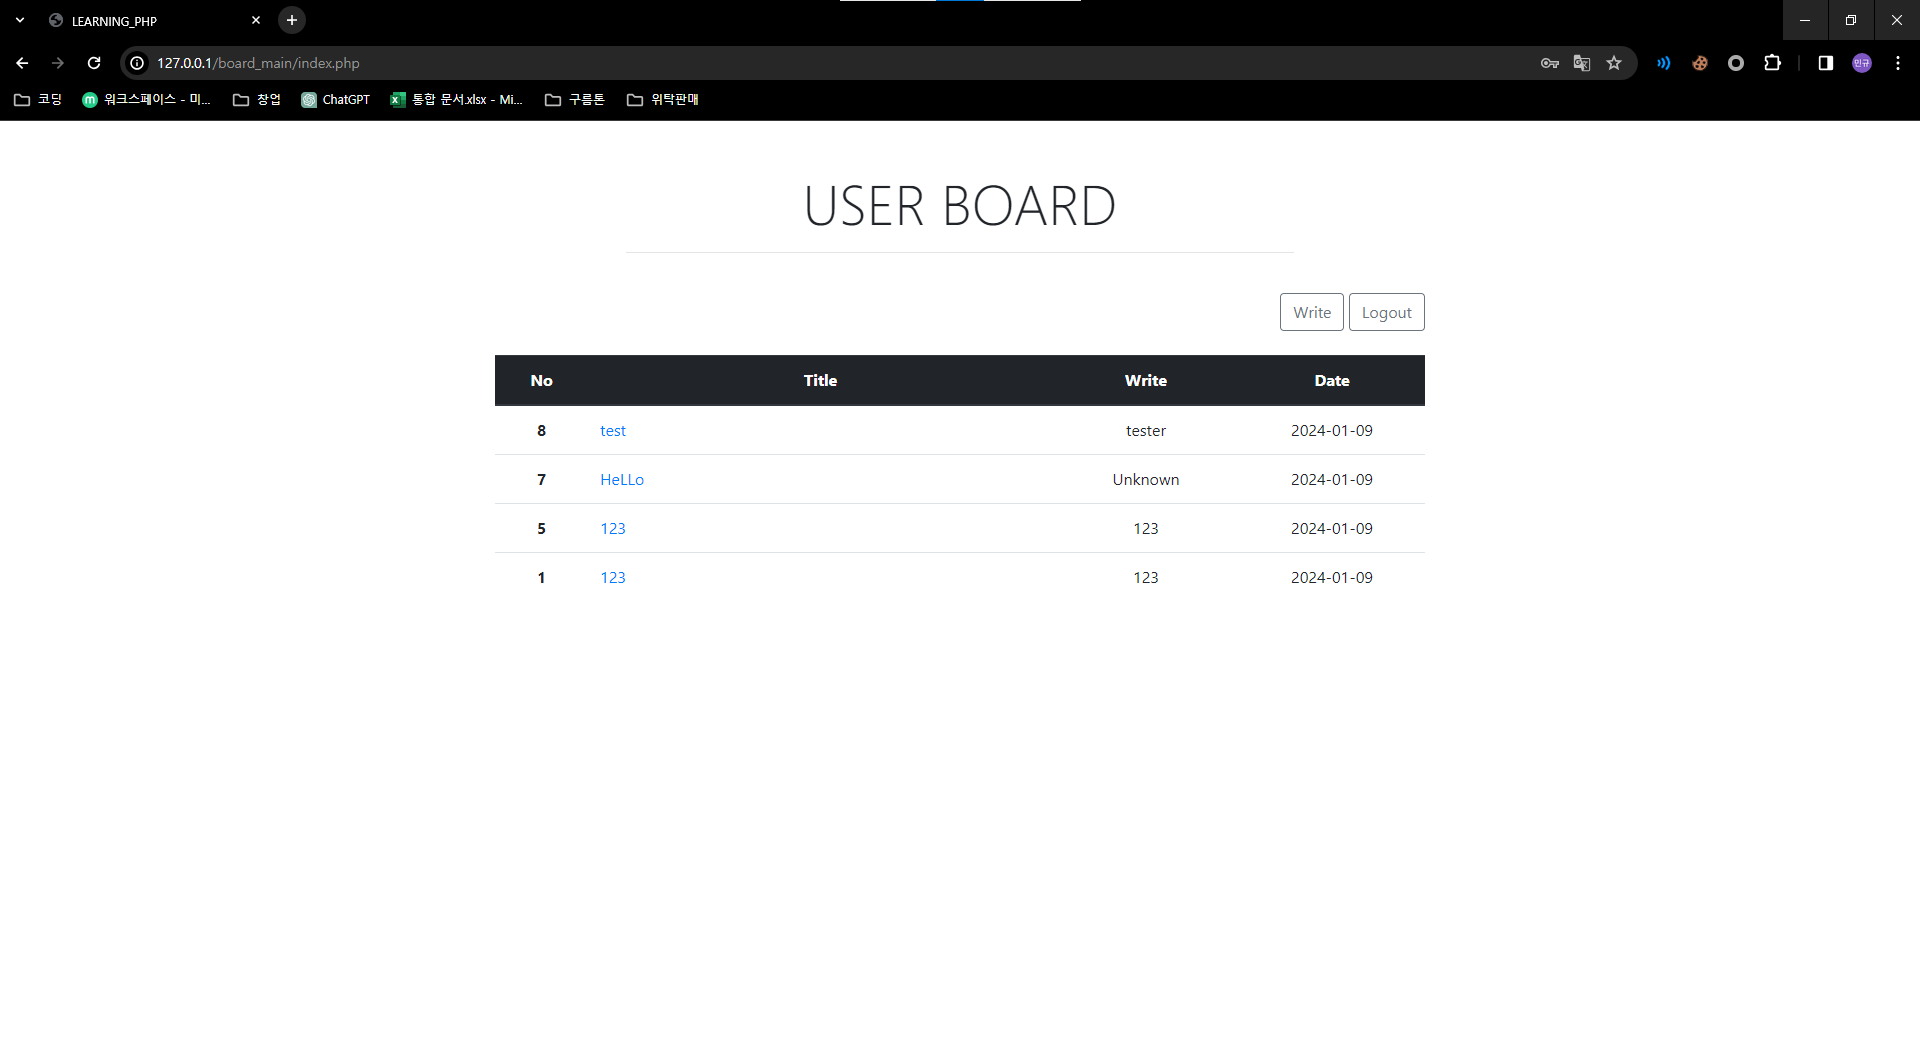 LEARNING_PHP
127.0.0.1/board_main/index.php
민규
코딩 워크스페이스 - 미... 창업 ChatGPT 통합 문서.xlsx - Mi... 구름톤 위탁판매
USER BOARD
Write Logout
No Title Write Date
8 test tester 2024-01-09
7 HeLLo Unknown 2024-01-09
5 123 123 2024-01-09
1 123 123 2024-01-09